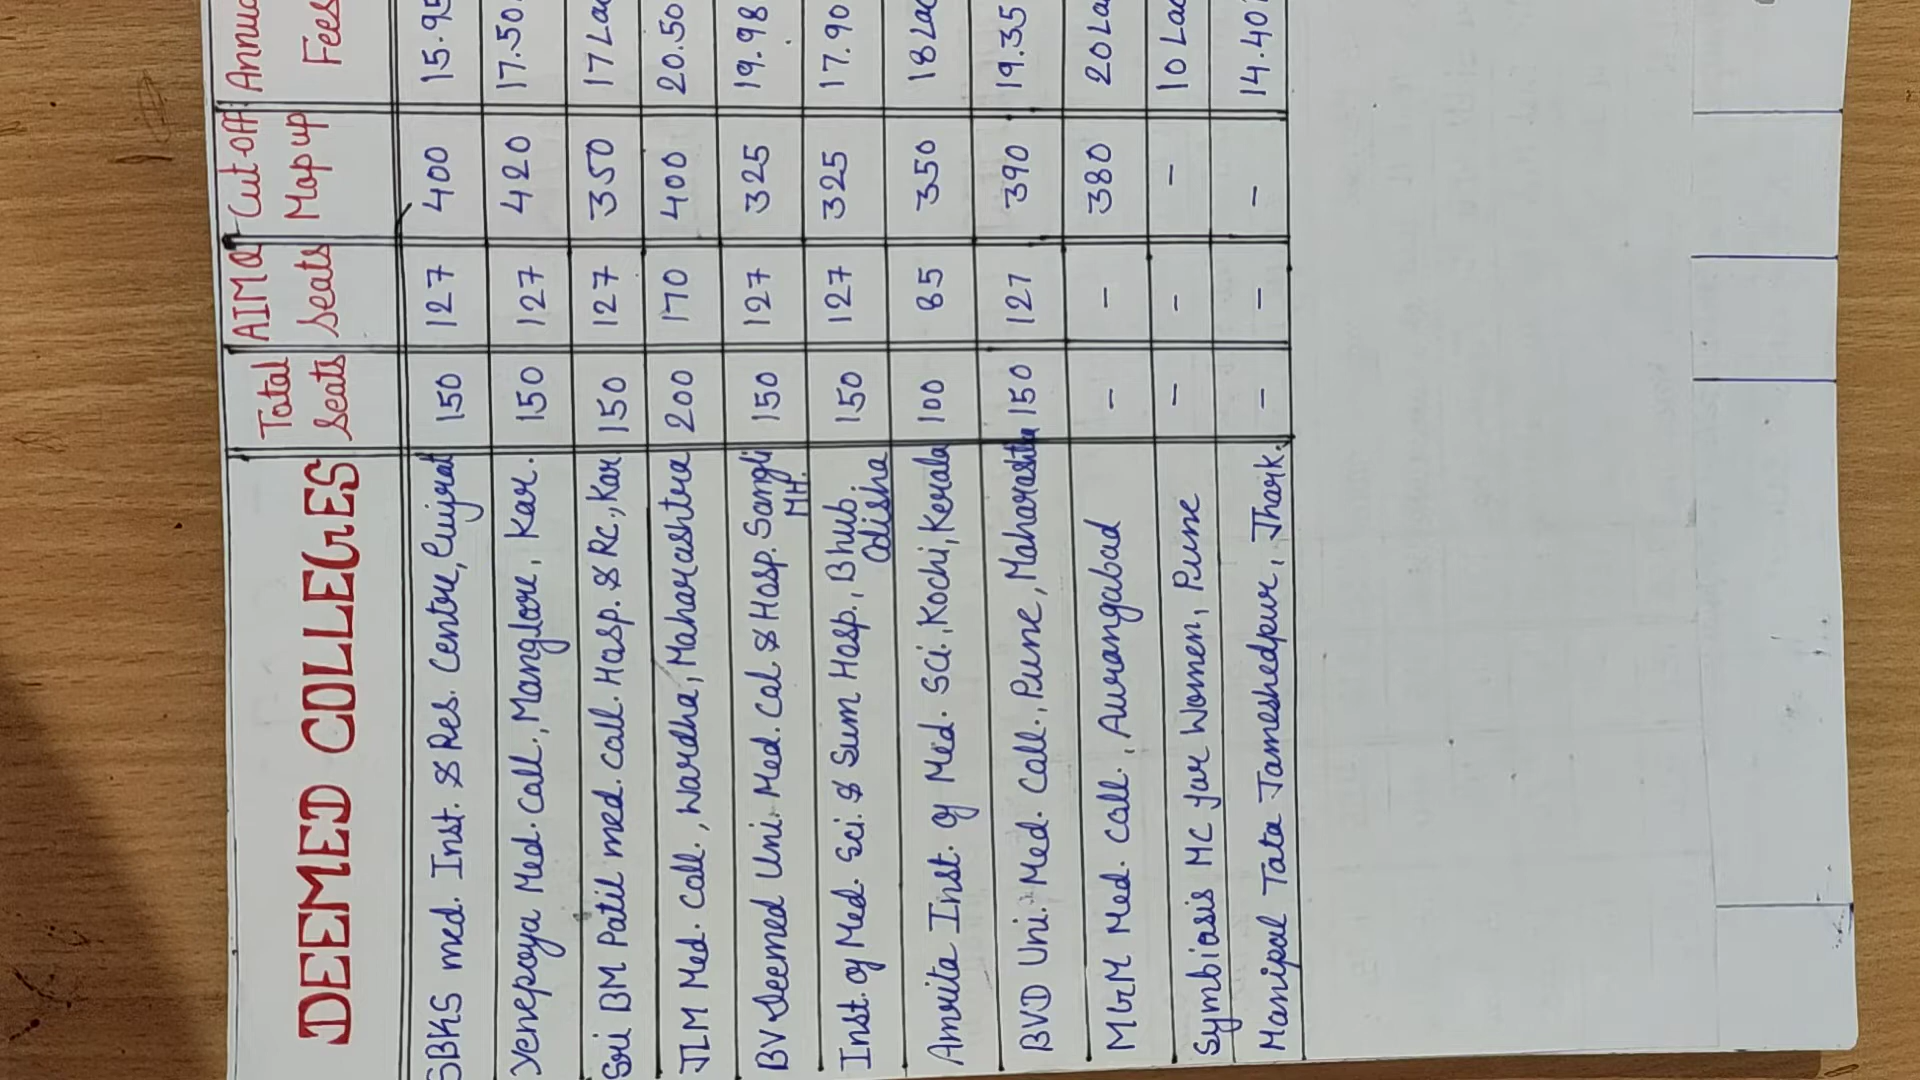 DEEMED COLLEGES Total Seats AIMQ Seats Cut off Mopup Annual Fees
SBKS med. Inst. & Res. Centre, Gujrat 150 127 400 15.95
Yenepoya Med. Coll., Manglore, Kar. 150 127 420 17.50
Sri BM Patil med. Coll. Hosp. & Rc, Kar 150 127 350 17 Lac
JLM Med. Coll., Wardha, Maharashtra 200 170 400 20.50
BV Deemed Uni. Med. Col & Hosp. Sangli MH. 150 127 325 19.98
Inst. of Med. Sci. & Sum Hosp., Bhub. Odisha 150 127 325 17.90
Amrita Inst. of Med. Sci. Kochi, Kerala 100 85 350 18 Lac
BVD Uni. Med. Coll., Pune, Maharashtra 150 127 390 19.35
MGM Med. Coll., Aurangabad - - 380 20 La
Symbiosis MC for Women, Pune - - - 10 Lac
Manipal Tata Jameshedpur, Jhark. - - - 14.40